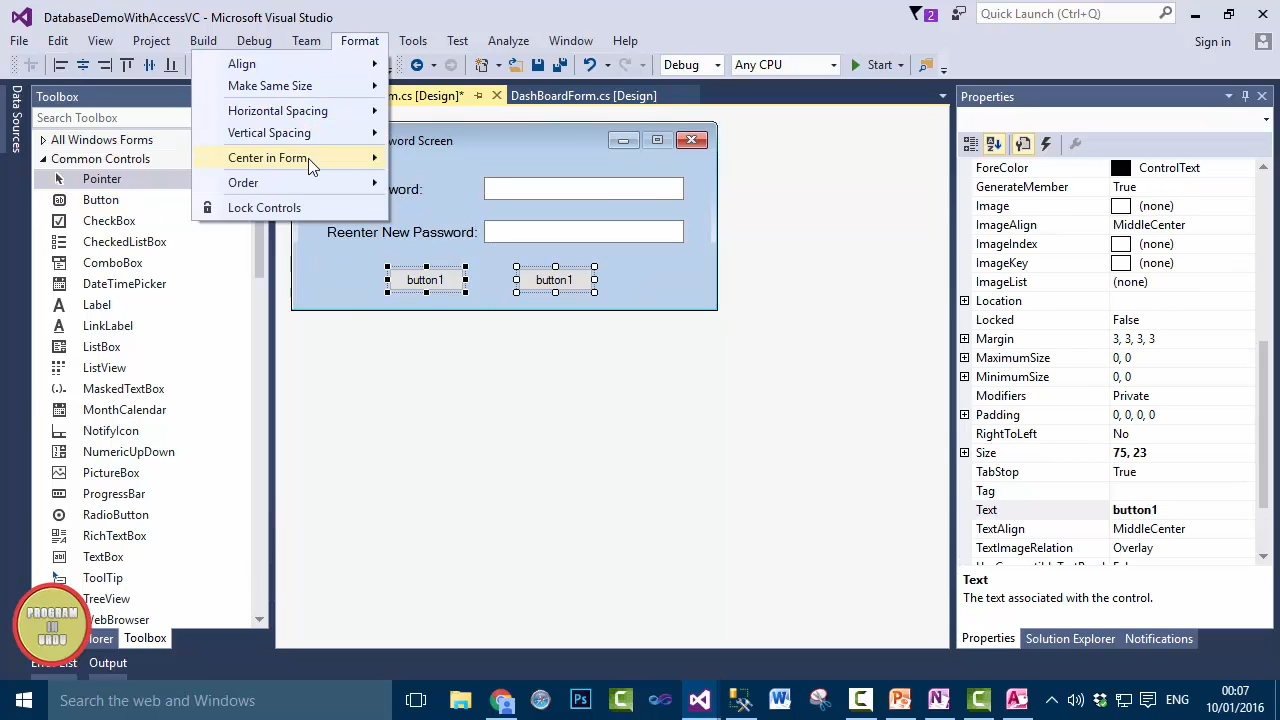 DatabaseDemoWithAccessVC - Microsoft Visual Studio
2
Quick Launch (Ctrl+Q)
File Edit View Project Build Debug Team Format Tools Test Analyze Window Help
Sign in
Debug Any CPU Start
Data Sources
Toolbox
Search Toolbox
All Windows Forms
Common Controls
Pointer
Button
CheckBox
CheckedListBox
ComboBox
DateTimePicker
Label
LinkLabel
ListBox
ListView
MaskedTextBox
MonthCalendar
NotifyIcon
NumericUpDown
PictureBox
ProgressBar
RadioButton
RichTextBox
TextBox
ToolTip
TreeView
WebBrowser
PROGRAM
IN
URDU
Toolbox
Error List Output
Align
Make Same Size
Horizontal Spacing
Vertical Spacing
Center in Form
Order
Lock Controls
m.cs [Design]* DashBoardForm.cs [Design]
ord Screen
ord:
Reenter New Password:
button1 button1
Properties
ForeColor ControlText
GenerateMember True
Image (none)
ImageAlign MiddleCenter
ImageIndex (none)
ImageKey (none)
ImageList (none)
Location
Locked False
Margin 3, 3, 3, 3
MaximumSize 0, 0
MinimumSize 0, 0
Modifiers Private
Padding 0, 0, 0, 0
RightToLeft No
Size 75, 23
TabStop True
Tag
Text button1
TextAlign MiddleCenter
TextImageRelation Overlay
Text
The text associated with the control.
Properties Solution Explorer Notifications
Search the web and Windows
ENG
00:07
10/01/2016